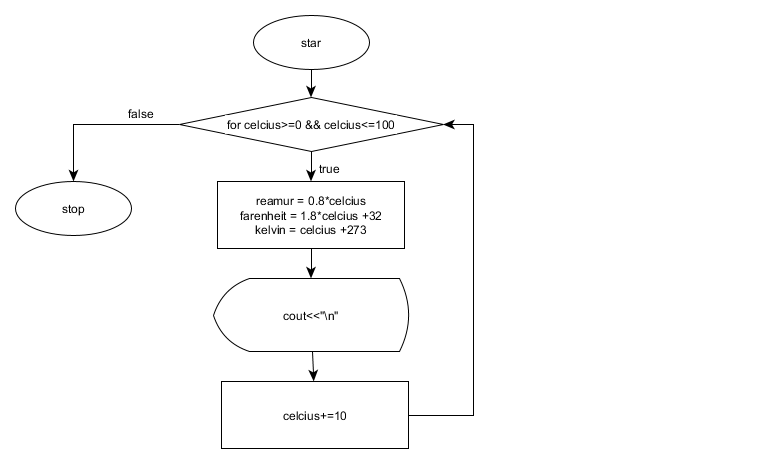 star
false
for celcius>=0 && celcius<=100
true
reamur = 0.8*celcius
farenheit = 1.8*celcius +32
kelvin = celcius +273
stop
cout<<"\n"
celcius+=10